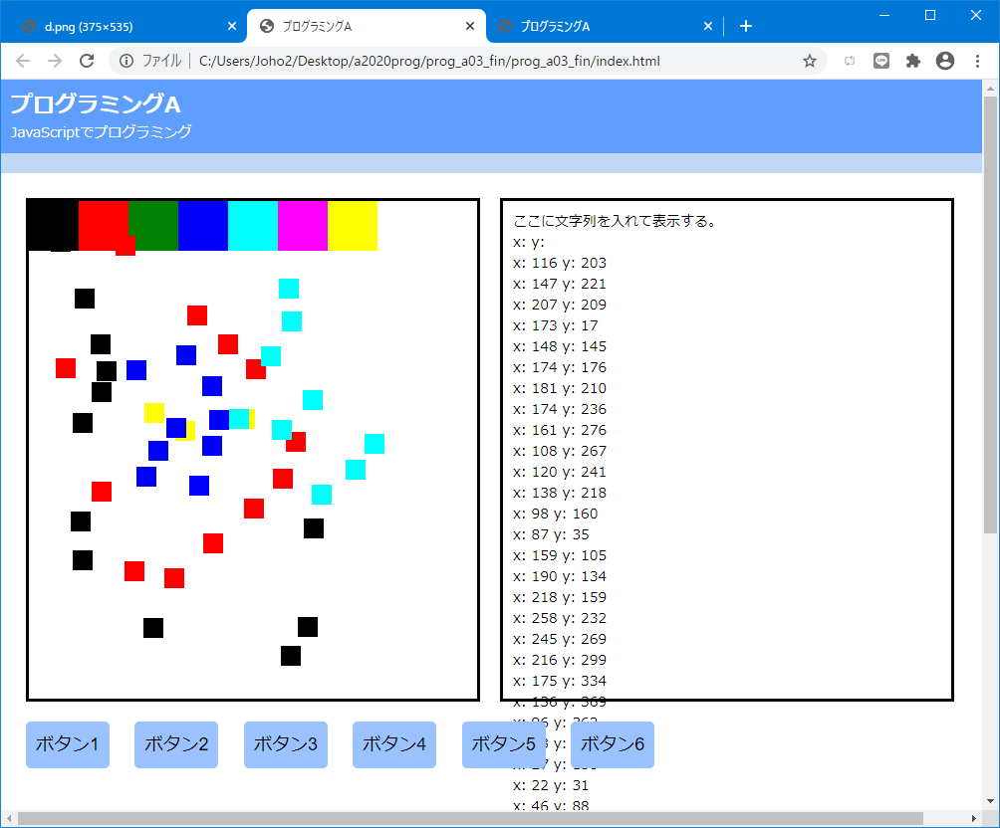 d.png (375×535)
プログラミングA
プログラミングA
ファイル
C:/Users/Joho2/Desktop/a2020prog/prog_a03_fin/prog_a03_fin/index.html
プログラミングA
JavaScriptでプログラミング
ここに文字列を入れて表示する。
x: y:
x: 116 y: 203
x: 147 y: 221
x: 207 y: 209
x: 173 y: 17
x: 148 y: 145
x: 174 y: 176
x: 181 y: 210
x: 174 y: 236
x: 161 y: 276
x: 108 y: 267
x: 120 y: 241
x: 138 y: 218
x: 98 y: 160
x: 87 y: 35
x: 159 y: 105
x: 190 y: 134
x: 218 y: 159
x: 258 y: 232
x: 245 y: 269
x: 216 y: 299
x: 175 y: 334
x: 136 y: 369
x: 96 y: 362
ボタン1
ボタン2
ボタン3
ボタン4
ボタン5
ボタン6
x: 22 y: 31
x: 46 y: 88